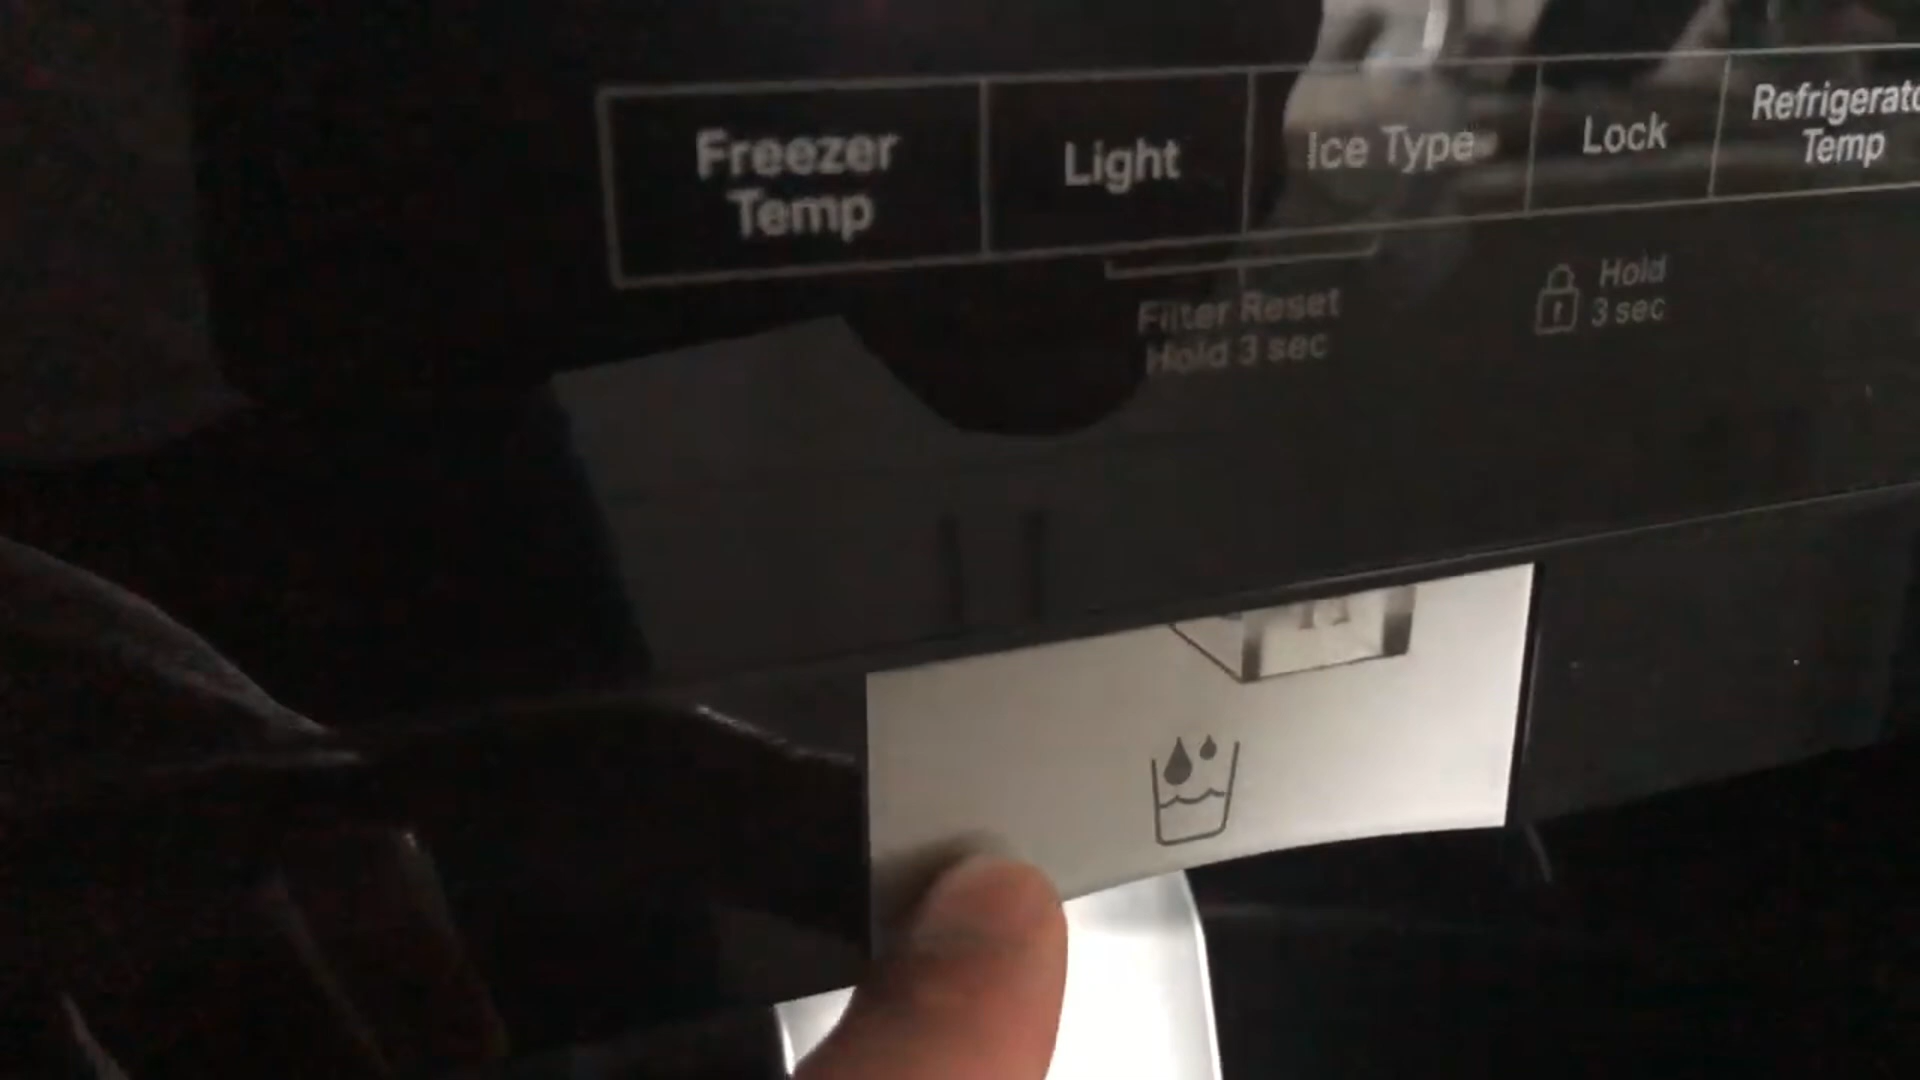 Freezer
Temp
Light
Ice Type
Lock
Refrigerato
Temp
Filter Reset
Hold 3 sec
Hold
3 sec